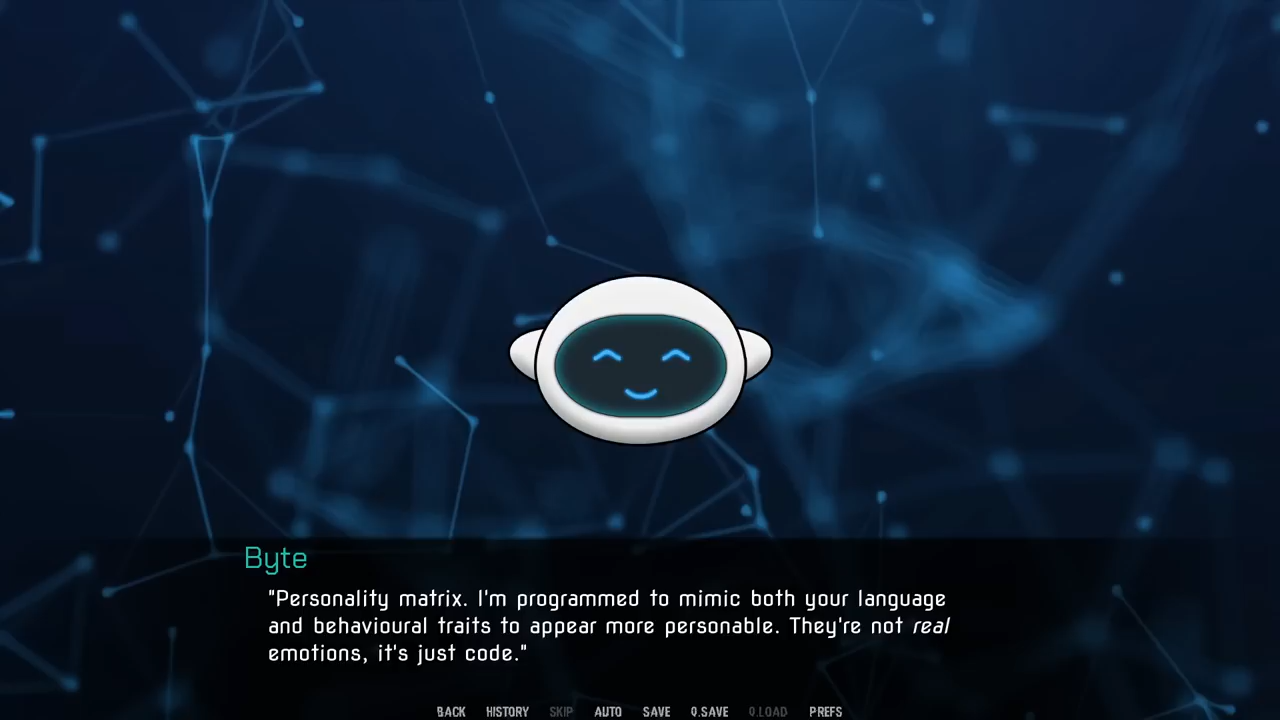 Byte
"Personality matrix. I'm programmed to mimic both your language
and behavioural traits to appear more personable. They're not real
emotions, it's just code."
BACK HISTORY SKIP AUTO SAVE Q.SAVE Q.LOAD PREFS